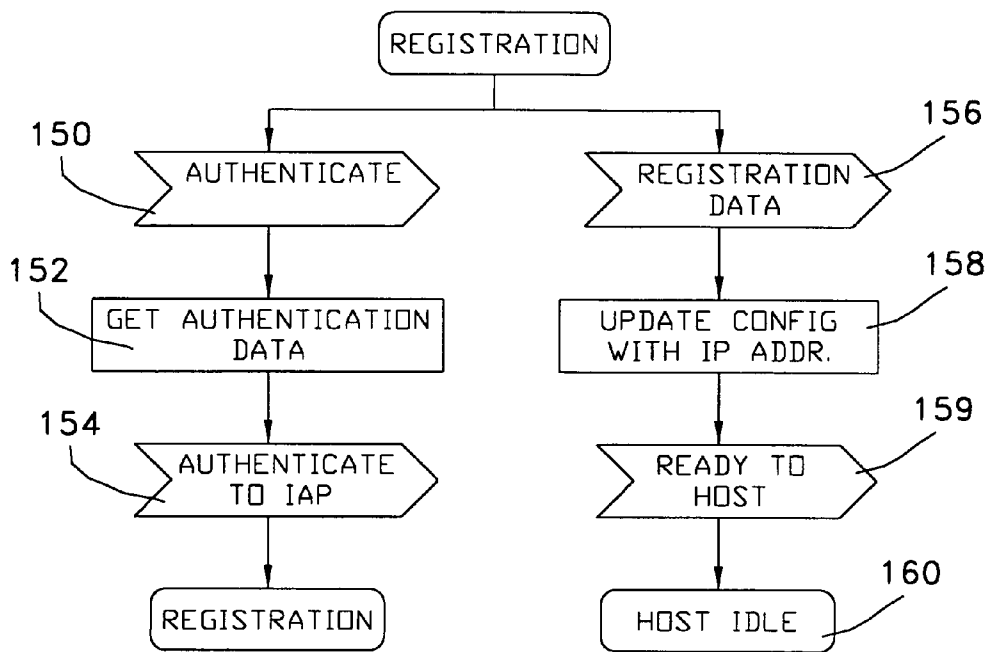 REGISTRATION
150
AUTHENTICATE
156
REGISTRATION
DATA
152
GET AUTHENTICATION
DATA
158
UPDATE CONFIG
WITH IP ADDR.
154
AUTHENTICATE
TO IAP
159
READY TO
HOST
REGISTRATION
160
HOST IDLE